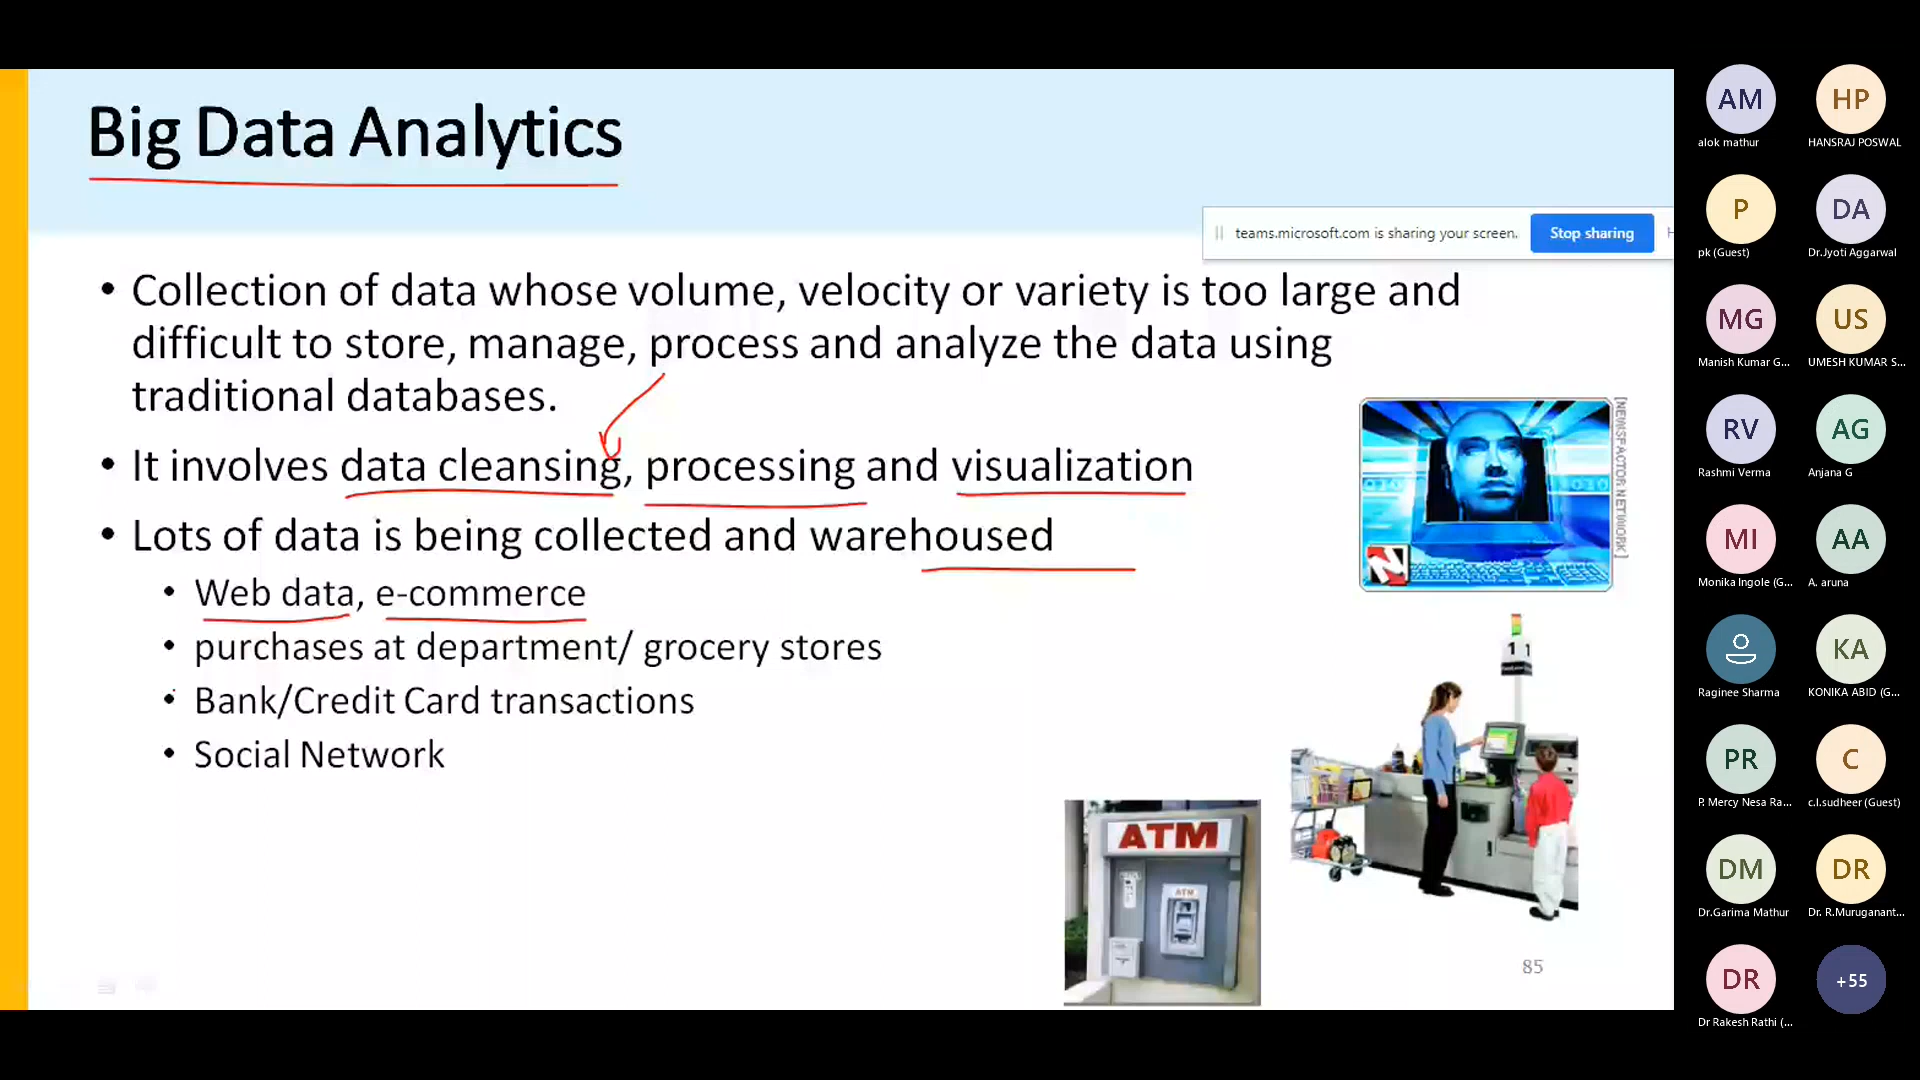 Big Data Analytics
teams.microsoft.com is sharing your screen.
Stop sharing
• Collection of data whose volume, velocity or variety is too large and
difficult to store, manage, process and analyze the data using
traditional databases.
• It involves data cleansing, processing and visualization
• Lots of data is being collected and warehoused
• Web data, e-commerce
• purchases at department/ grocery stores
• Bank/Credit Card transactions
• Social Network
[NEWSFACTOR NETWORK]
N
11
ATM
ATM
85
AM
alok mathur
HP
HANSRAJ POSWAL
P
pk (Guest)
DA
Dr.Jyoti Aggarwal
MG
Manish Kumar G...
US
UMESH KUMAR S...
RV
Rashmi Verma
AG
Anjana G
MI
Monika Ingole (G...
AA
A. aruna
Raginee Sharma
KA
KONIKA ABID (G...
PR
P. Mercy Nesa Ra...
C
c.l.sudheer (Guest)
DM
Dr.Garima Mathur
DR
Dr. R.Muruganant...
DR
Dr Rakesh Rathi (...
+55